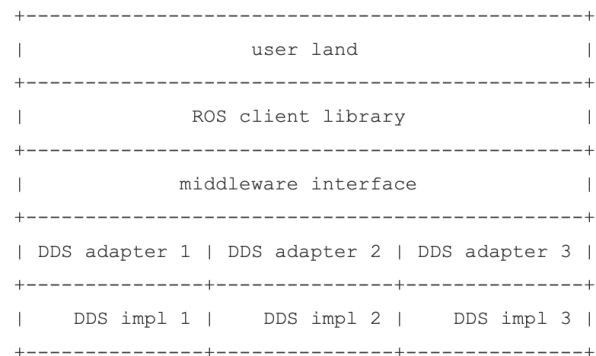 +----------------------------------------------+
|                   user land                  |
+----------------------------------------------+
|              ROS client library              |
+----------------------------------------------+
|             middleware interface             |
+----------------------------------------------+
| DDS adapter 1 | DDS adapter 2 | DDS adapter 3 |
+---------------+---------------+--------------+
|    DDS impl 1 |    DDS impl 2 |    DDS impl 3 |
+---------------+---------------+--------------+